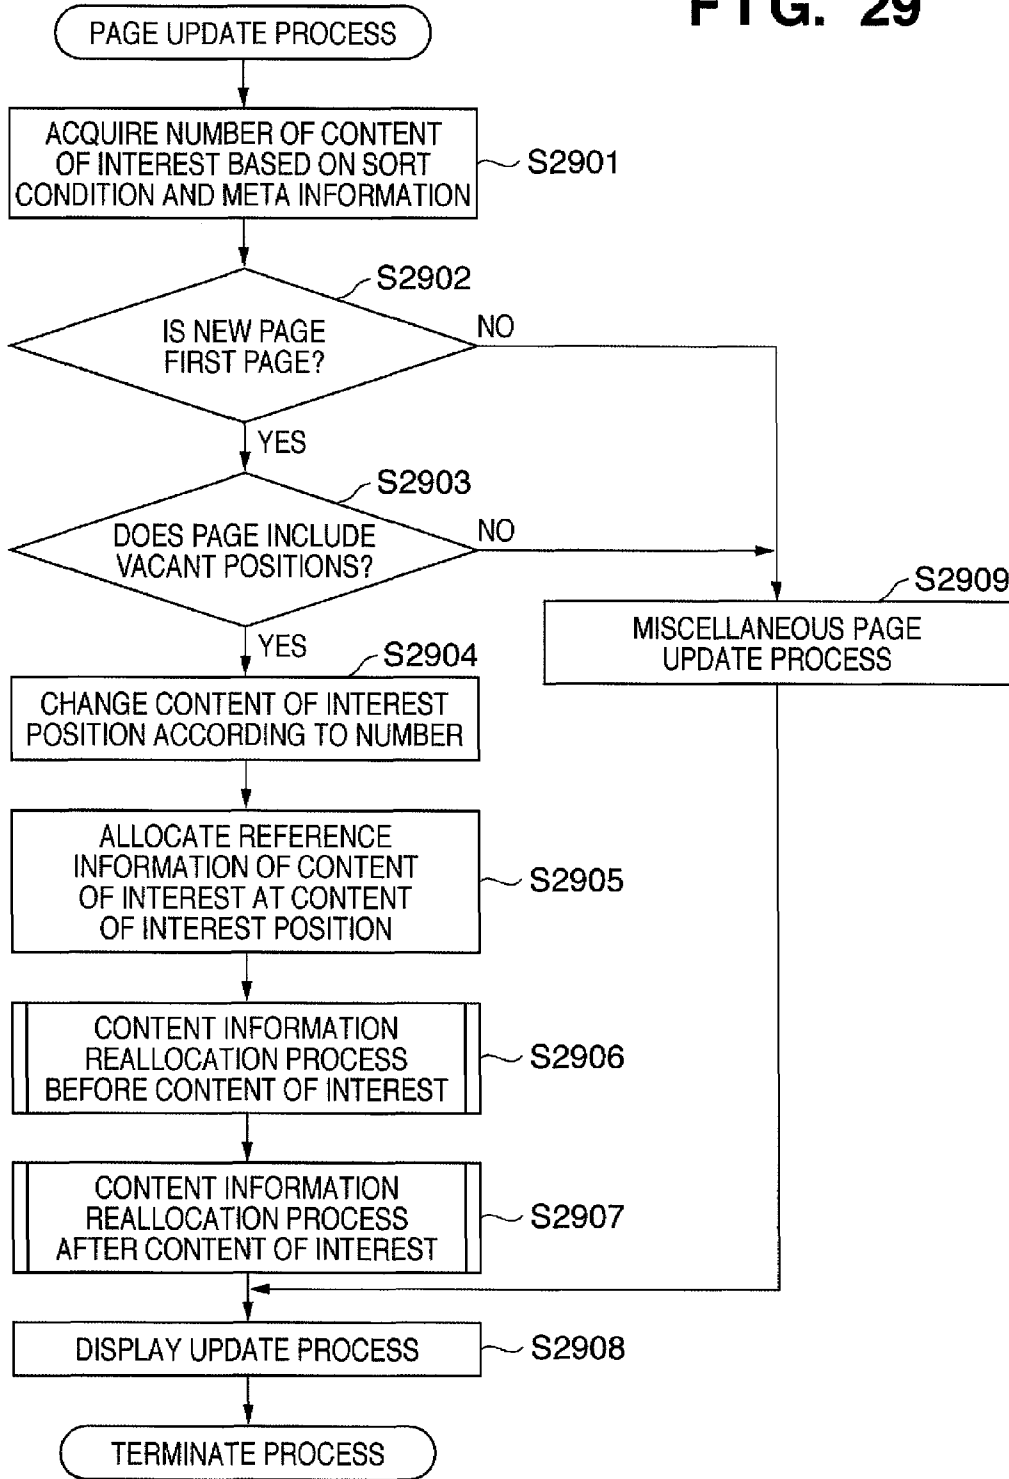 FIG. 29
PAGE UPDATE PROCESS
ACQUIRE NUMBER OF CONTENT
OF INTEREST BASED ON SORT
CONDITION AND META INFORMATION
S2901
S2902
IS NEW PAGE
FIRST PAGE?
NO
YES
S2903
DOES PAGE INCLUDE
VACANT POSITIONS?
NO
YES
S2909
MISCELLANEOUS PAGE
UPDATE PROCESS
S2904
CHANGE CONTENT OF INTEREST
POSITION ACCORDING TO NUMBER
ALLOCATE REFERENCE
INFORMATION OF CONTENT
OF INTEREST AT CONTENT
OF INTEREST POSITION
S2905
CONTENT INFORMATION
REALLOCATION PROCESS
BEFORE CONTENT OF INTEREST
S2906
CONTENT INFORMATION
REALLOCATION PROCESS
AFTER CONTENT OF INTEREST
S2907
DISPLAY UPDATE PROCESS
S2908
TERMINATE PROCESS